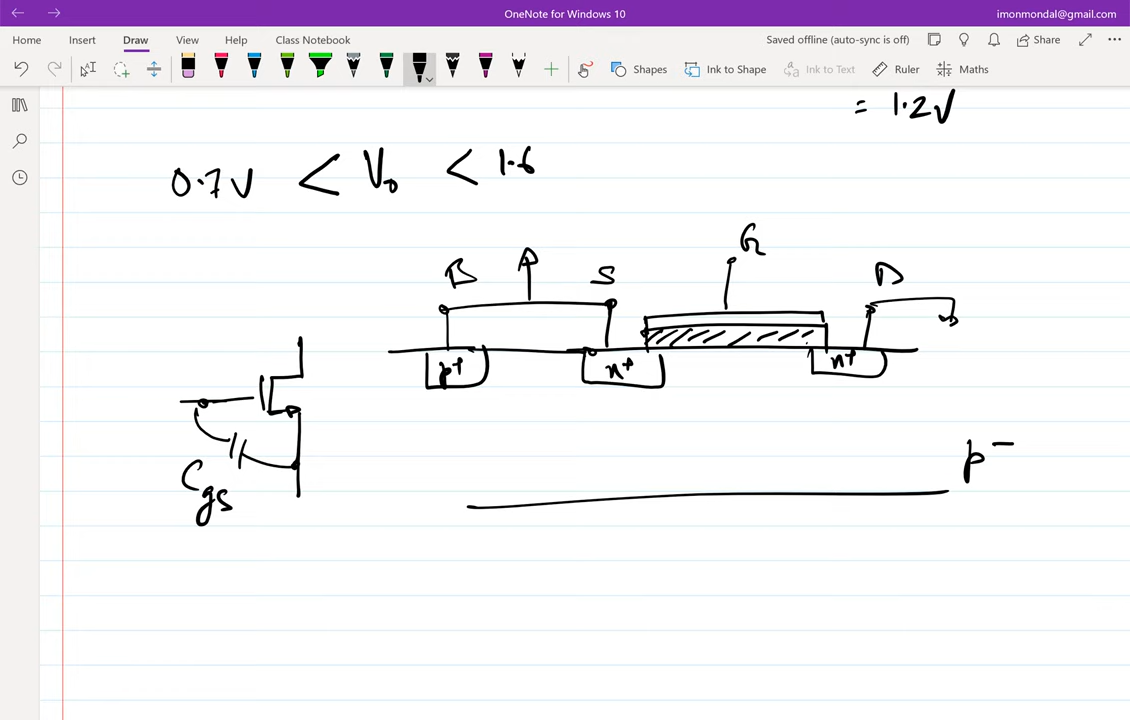 OneNote for Windows 10
imonmondal@gmail.com
Home Insert Draw View Help Class Notebook
Saved offline (auto-sync is off) Share
Shapes Ink to Shape Ink to Text Ruler Maths
= 1.2V
0.7V < V₀ < 1.6
B S G D
p+ n+ n+
Cgs
p−